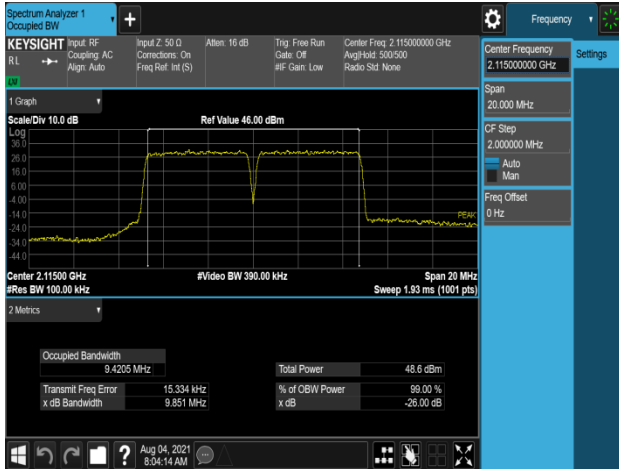 Spectrum Analyzer 1
Occupied BW
+
Frequency
KEYSIGHT
R L
LU
Input: RF
Coupling: AC
Align: Auto
Input Z: 50 Ω
Corrections: On
Freq Ref: Int (S)
Atten: 16 dB
Trig: Free Run
Gate: Off
#IF Gain: Low
Center Freq: 2.115000000 GHz
Avg|Hold: 500/500
Radio Std: None
Center Frequency
2.115000000 GHz
Settings
Span
20.000 MHz
CF Step
2.000000 MHz
Auto
Man
Freq Offset
0 Hz
1 Graph
Scale/Div 10.0 dB
Ref Value 46.00 dBm
Log
36.0
26.0
16.0
6.00
-4.00
-14.0
-24.0
-34.0
-44.0
PEAK
Center 2.11500 GHz
#Video BW 390.00 kHz
Span 20 MHz
#Res BW 100.00 kHz
Sweep 1.93 ms (1001 pts)
2 Metrics
Occupied Bandwidth
9.4205 MHz
Total Power 48.6 dBm
Transmit Freq Error 15.334 kHz
% of OBW Power 99.00 %
x dB Bandwidth 9.851 MHz
x dB -26.00 dB
?
Aug 04, 2021
8:04:14 AM